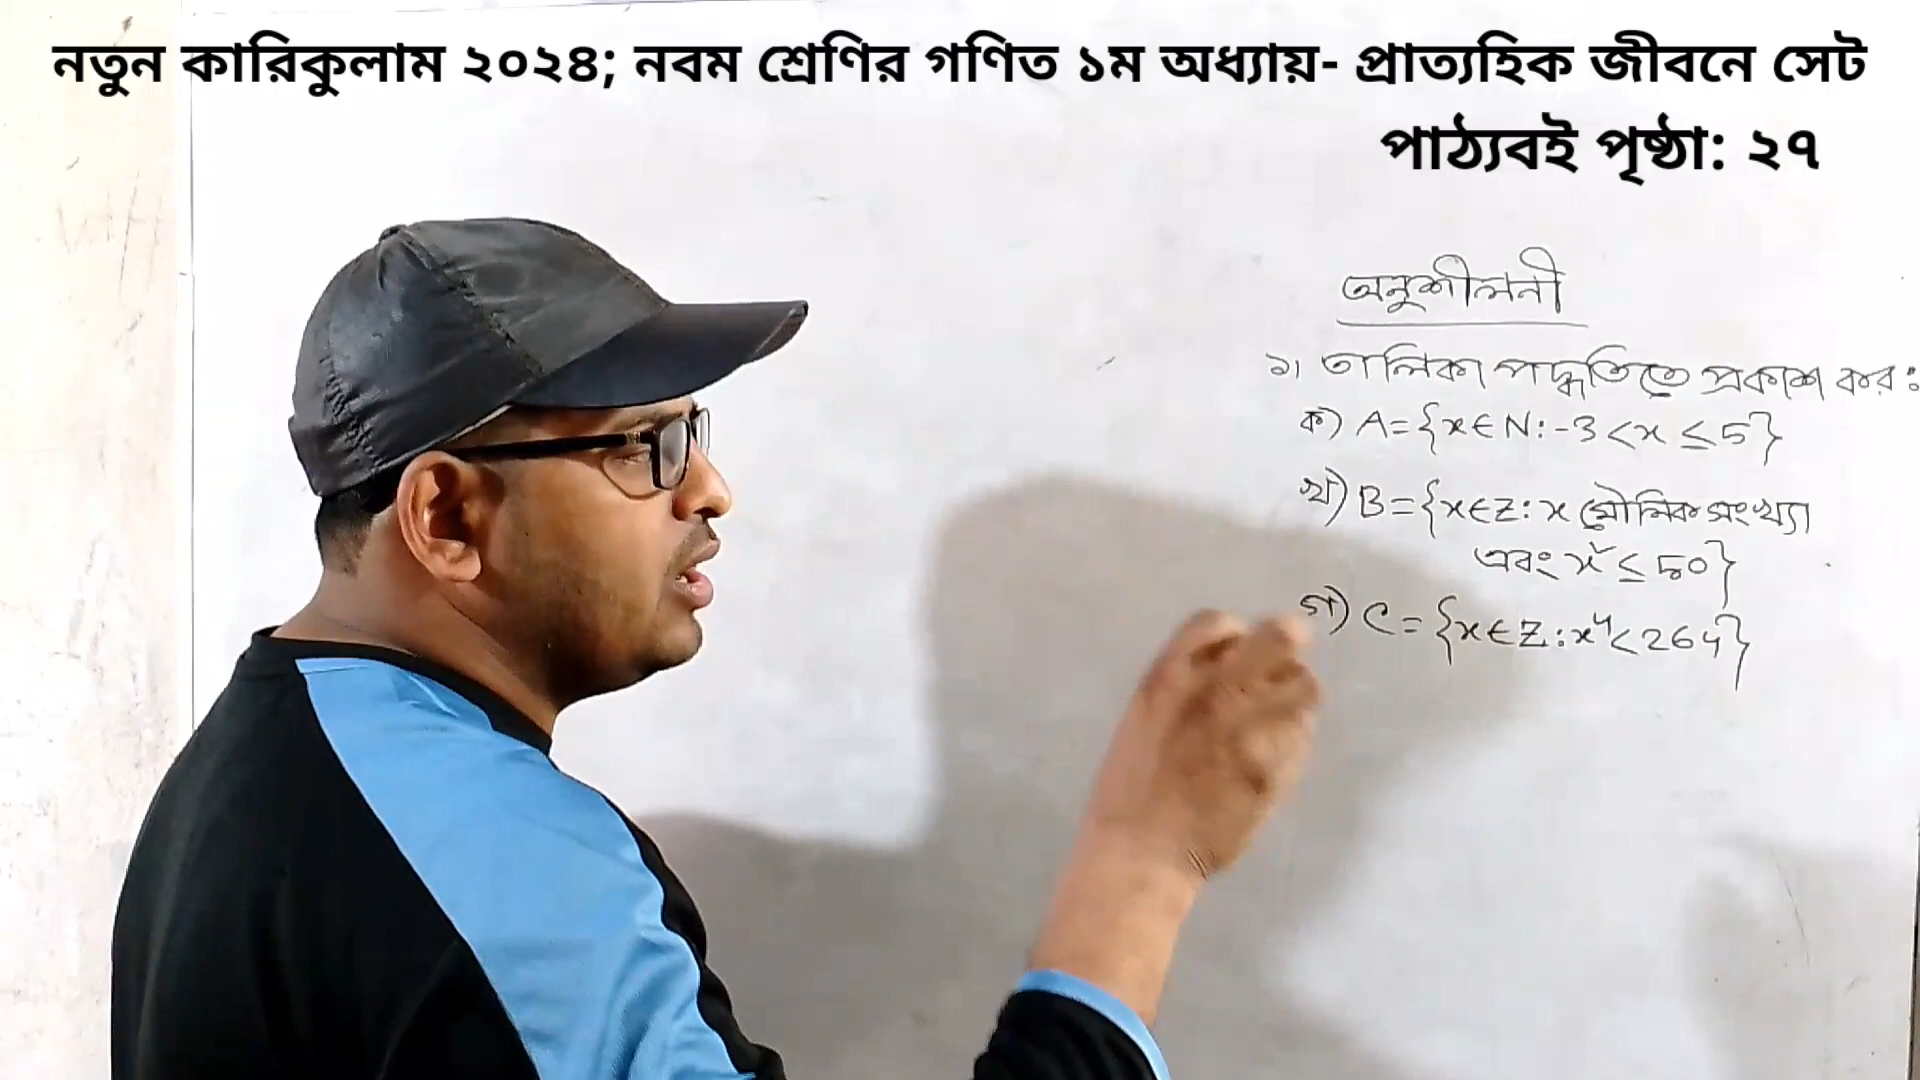 নতুন কারিকুলাম ২০২৪; নবম শ্রেণির গণিত ১ম অধ্যায়- প্রাত্যহিক জীবনে সেট
পাঠ্যবই পৃষ্ঠা: ২৭
অনুশীলনী
১। তালিকা পদ্ধতিতে প্রকাশ কর:
ক) A={x∈N:-3<x≤5}
খ) B={x∈Z: x মৌলিক সংখ্যা
এবং x² ≤ 50}
গ) C={x∈Z:x⁴<264}